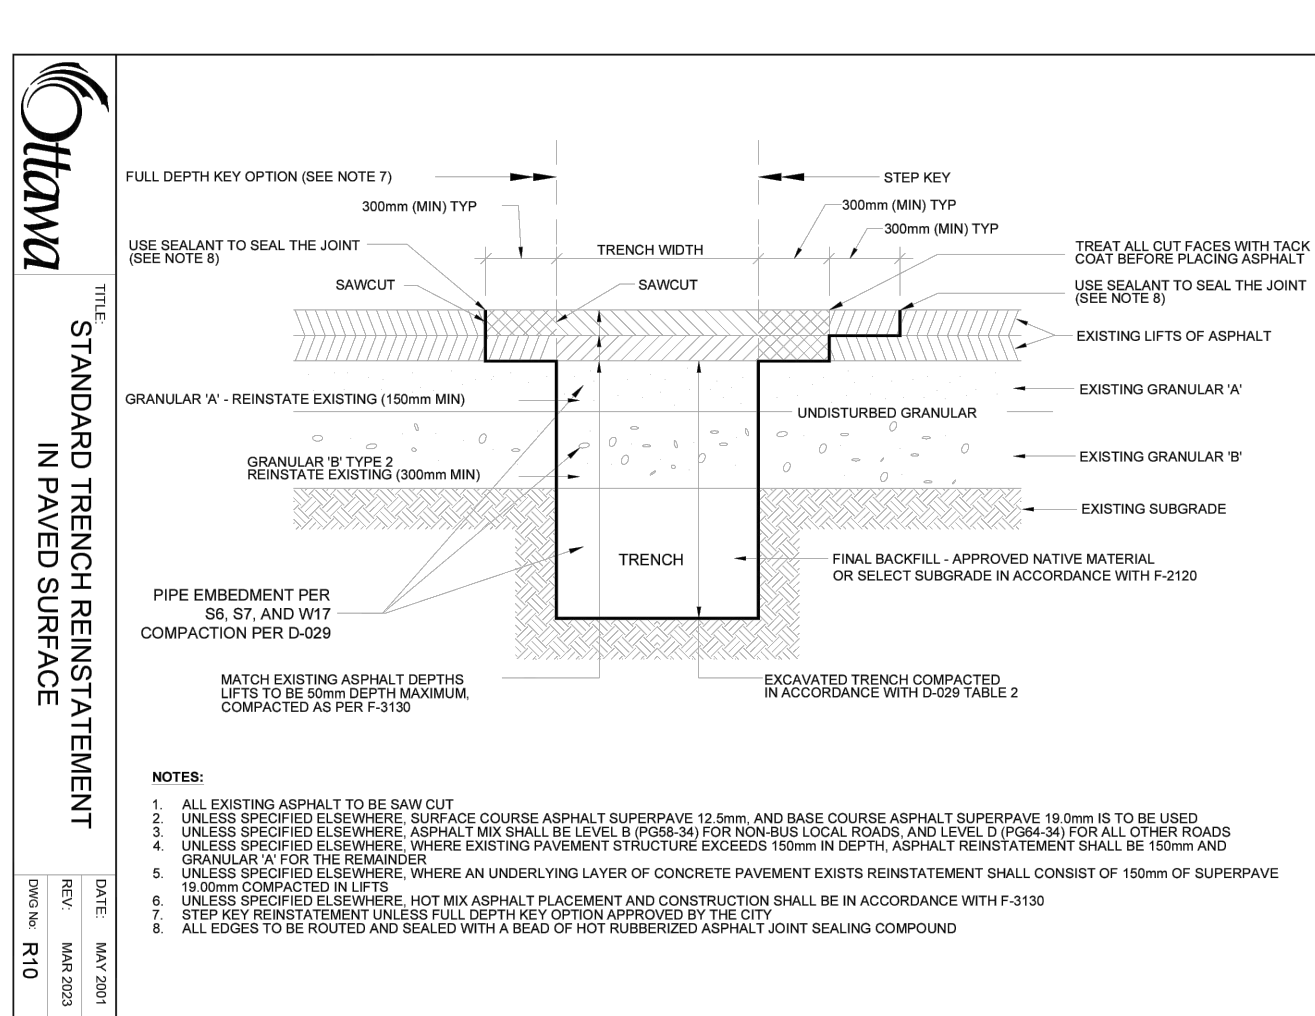 Ottawa
TITLE:
STANDARD TRENCH REINSTATEMENT
IN PAVED SURFACE
DATE: MAY 2001
REV: MAR 2023
DWG No: R10
FULL DEPTH KEY OPTION (SEE NOTE 7)
STEP KEY
300mm (MIN) TYP
300mm (MIN) TYP
300mm (MIN) TYP
USE SEALANT TO SEAL THE JOINT
(SEE NOTE 8)
TRENCH WIDTH
TREAT ALL CUT FACES WITH TACK
COAT BEFORE PLACING ASPHALT
SAWCUT
SAWCUT
USE SEALANT TO SEAL THE JOINT
(SEE NOTE 8)
EXISTING LIFTS OF ASPHALT
GRANULAR 'A' - REINSTATE EXISTING (150mm MIN)
EXISTING GRANULAR 'A'
UNDISTURBED GRANULAR
GRANULAR 'B' TYPE 2
REINSTATE EXISTING (300mm MIN)
EXISTING GRANULAR 'B'
EXISTING SUBGRADE
TRENCH
FINAL BACKFILL - APPROVED NATIVE MATERIAL
OR SELECT SUBGRADE IN ACCORDANCE WITH F-2120
PIPE EMBEDMENT PER
S6, S7, AND W17
COMPACTION PER D-029
MATCH EXISTING ASPHALT DEPTHS
LIFTS TO BE 50mm DEPTH MAXIMUM,
COMPACTED AS PER F-3130
EXCAVATED TRENCH COMPACTED
IN ACCORDANCE WITH D-029 TABLE 2
NOTES:
1. ALL EXISTING ASPHALT TO BE SAW CUT
2. UNLESS SPECIFIED ELSEWHERE, SURFACE COURSE ASPHALT SUPERPAVE 12.5mm, AND BASE COURSE ASPHALT SUPERPAVE 19.0mm IS TO BE USED
3. UNLESS SPECIFIED ELSEWHERE, ASPHALT MIX SHALL BE LEVEL B (PG58-34) FOR NON-BUS LOCAL ROADS, AND LEVEL D (PG64-34) FOR ALL OTHER ROADS
4. UNLESS SPECIFIED ELSEWHERE, WHERE EXISTING PAVEMENT STRUCTURE EXCEEDS 150mm IN DEPTH, ASPHALT REINSTATEMENT SHALL BE 150mm AND
GRANULAR 'A' FOR THE REMAINDER
5. UNLESS SPECIFIED ELSEWHERE, WHERE AN UNDERLYING LAYER OF CONCRETE PAVEMENT EXISTS REINSTATEMENT SHALL CONSIST OF 150mm OF SUPERPAVE
19.00mm COMPACTED IN LIFTS
6. UNLESS SPECIFIED ELSEWHERE, HOT MIX ASPHALT PLACEMENT AND CONSTRUCTION SHALL BE IN ACCORDANCE WITH F-3130
7. STEP KEY REINSTATEMENT UNLESS FULL DEPTH KEY OPTION APPROVED BY THE CITY
8. ALL EDGES TO BE ROUTED AND SEALED WITH A BEAD OF HOT RUBBERIZED ASPHALT JOINT SEALING COMPOUND